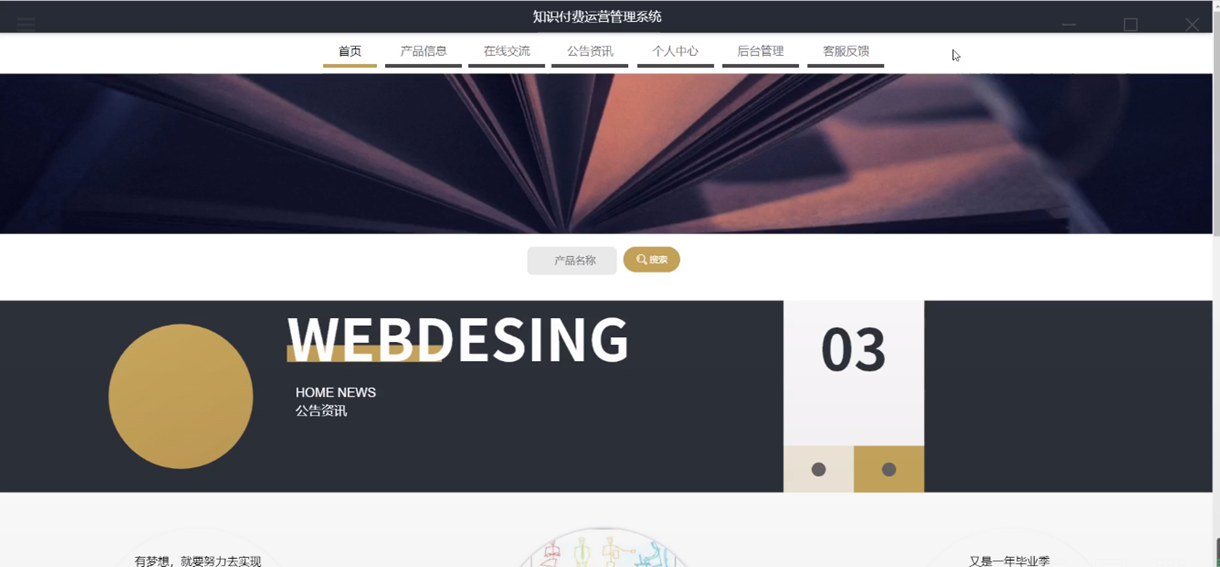 知识付费运营管理系统
首页 产品信息 在线交流 公告资讯 个人中心 后台管理 客服反馈
产品名称 搜索
WEBDESING
03
HOME NEWS
公告资讯
有梦想，就要努力去实现 又是一年毕业季